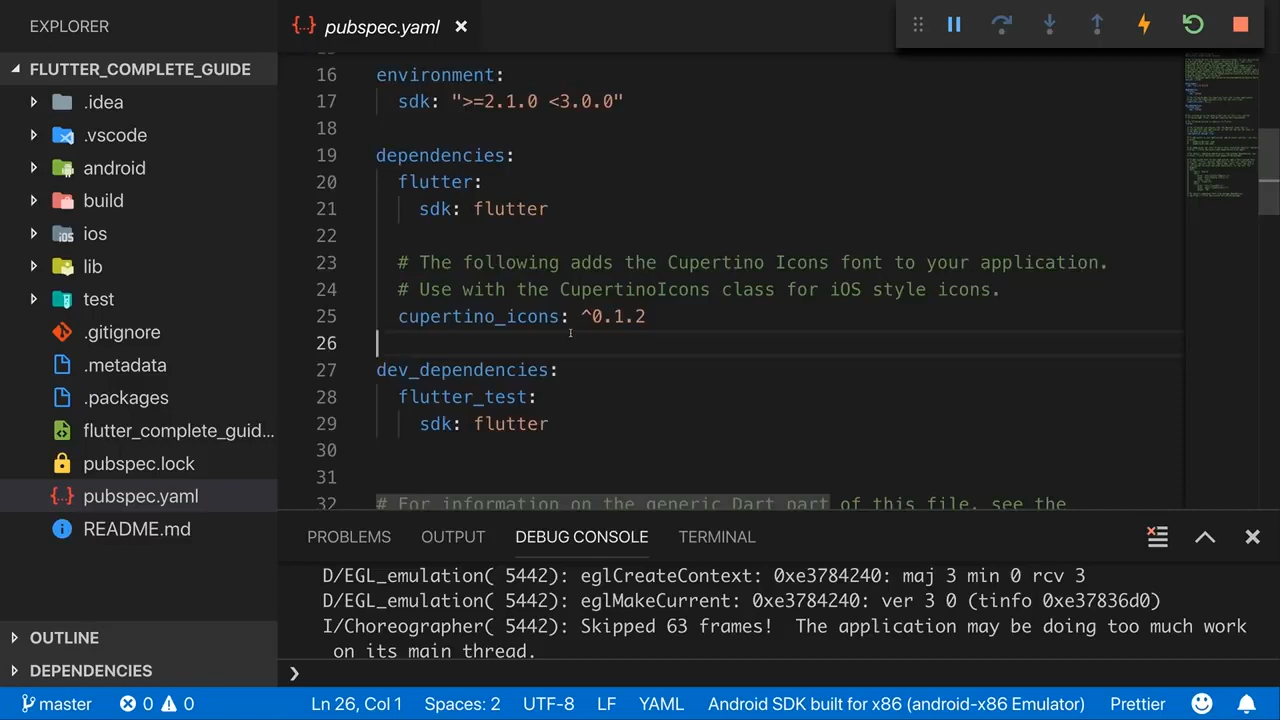 EXPLORER
FLUTTER_COMPLETE_GUIDE
.idea
.vscode
android
build
ios
lib
test
.gitignore
.metadata
.packages
flutter_complete_guid...
pubspec.lock
pubspec.yaml
README.md
OUTLINE
DEPENDENCIES
{...} pubspec.yaml
16 environment:
17 sdk: ">=2.1.0 <3.0.0"
18
19 dependencies:
20 flutter:
21 sdk: flutter
22
23 # The following adds the Cupertino Icons font to your application.
24 # Use with the CupertinoIcons class for iOS style icons.
25 cupertino_icons: ^0.1.2
26
27 dev_dependencies:
28 flutter_test:
29 sdk: flutter
30
31
32 # For information on the generic Dart part of this file, see the
PROBLEMS OUTPUT DEBUG CONSOLE TERMINAL
D/EGL_emulation( 5442): eglCreateContext: 0xe3784240: maj 3 min 0 rcv 3
D/EGL_emulation( 5442): eglMakeCurrent: 0xe3784240: ver 3 0 (tinfo 0xe37836d0)
I/Choreographer( 5442): Skipped 63 frames!  The application may be doing too much work
on its main thread.
master 0 0 Ln 26, Col 1 Spaces: 2 UTF-8 LF YAML Android SDK built for x86 (android-x86 Emulator) Prettier